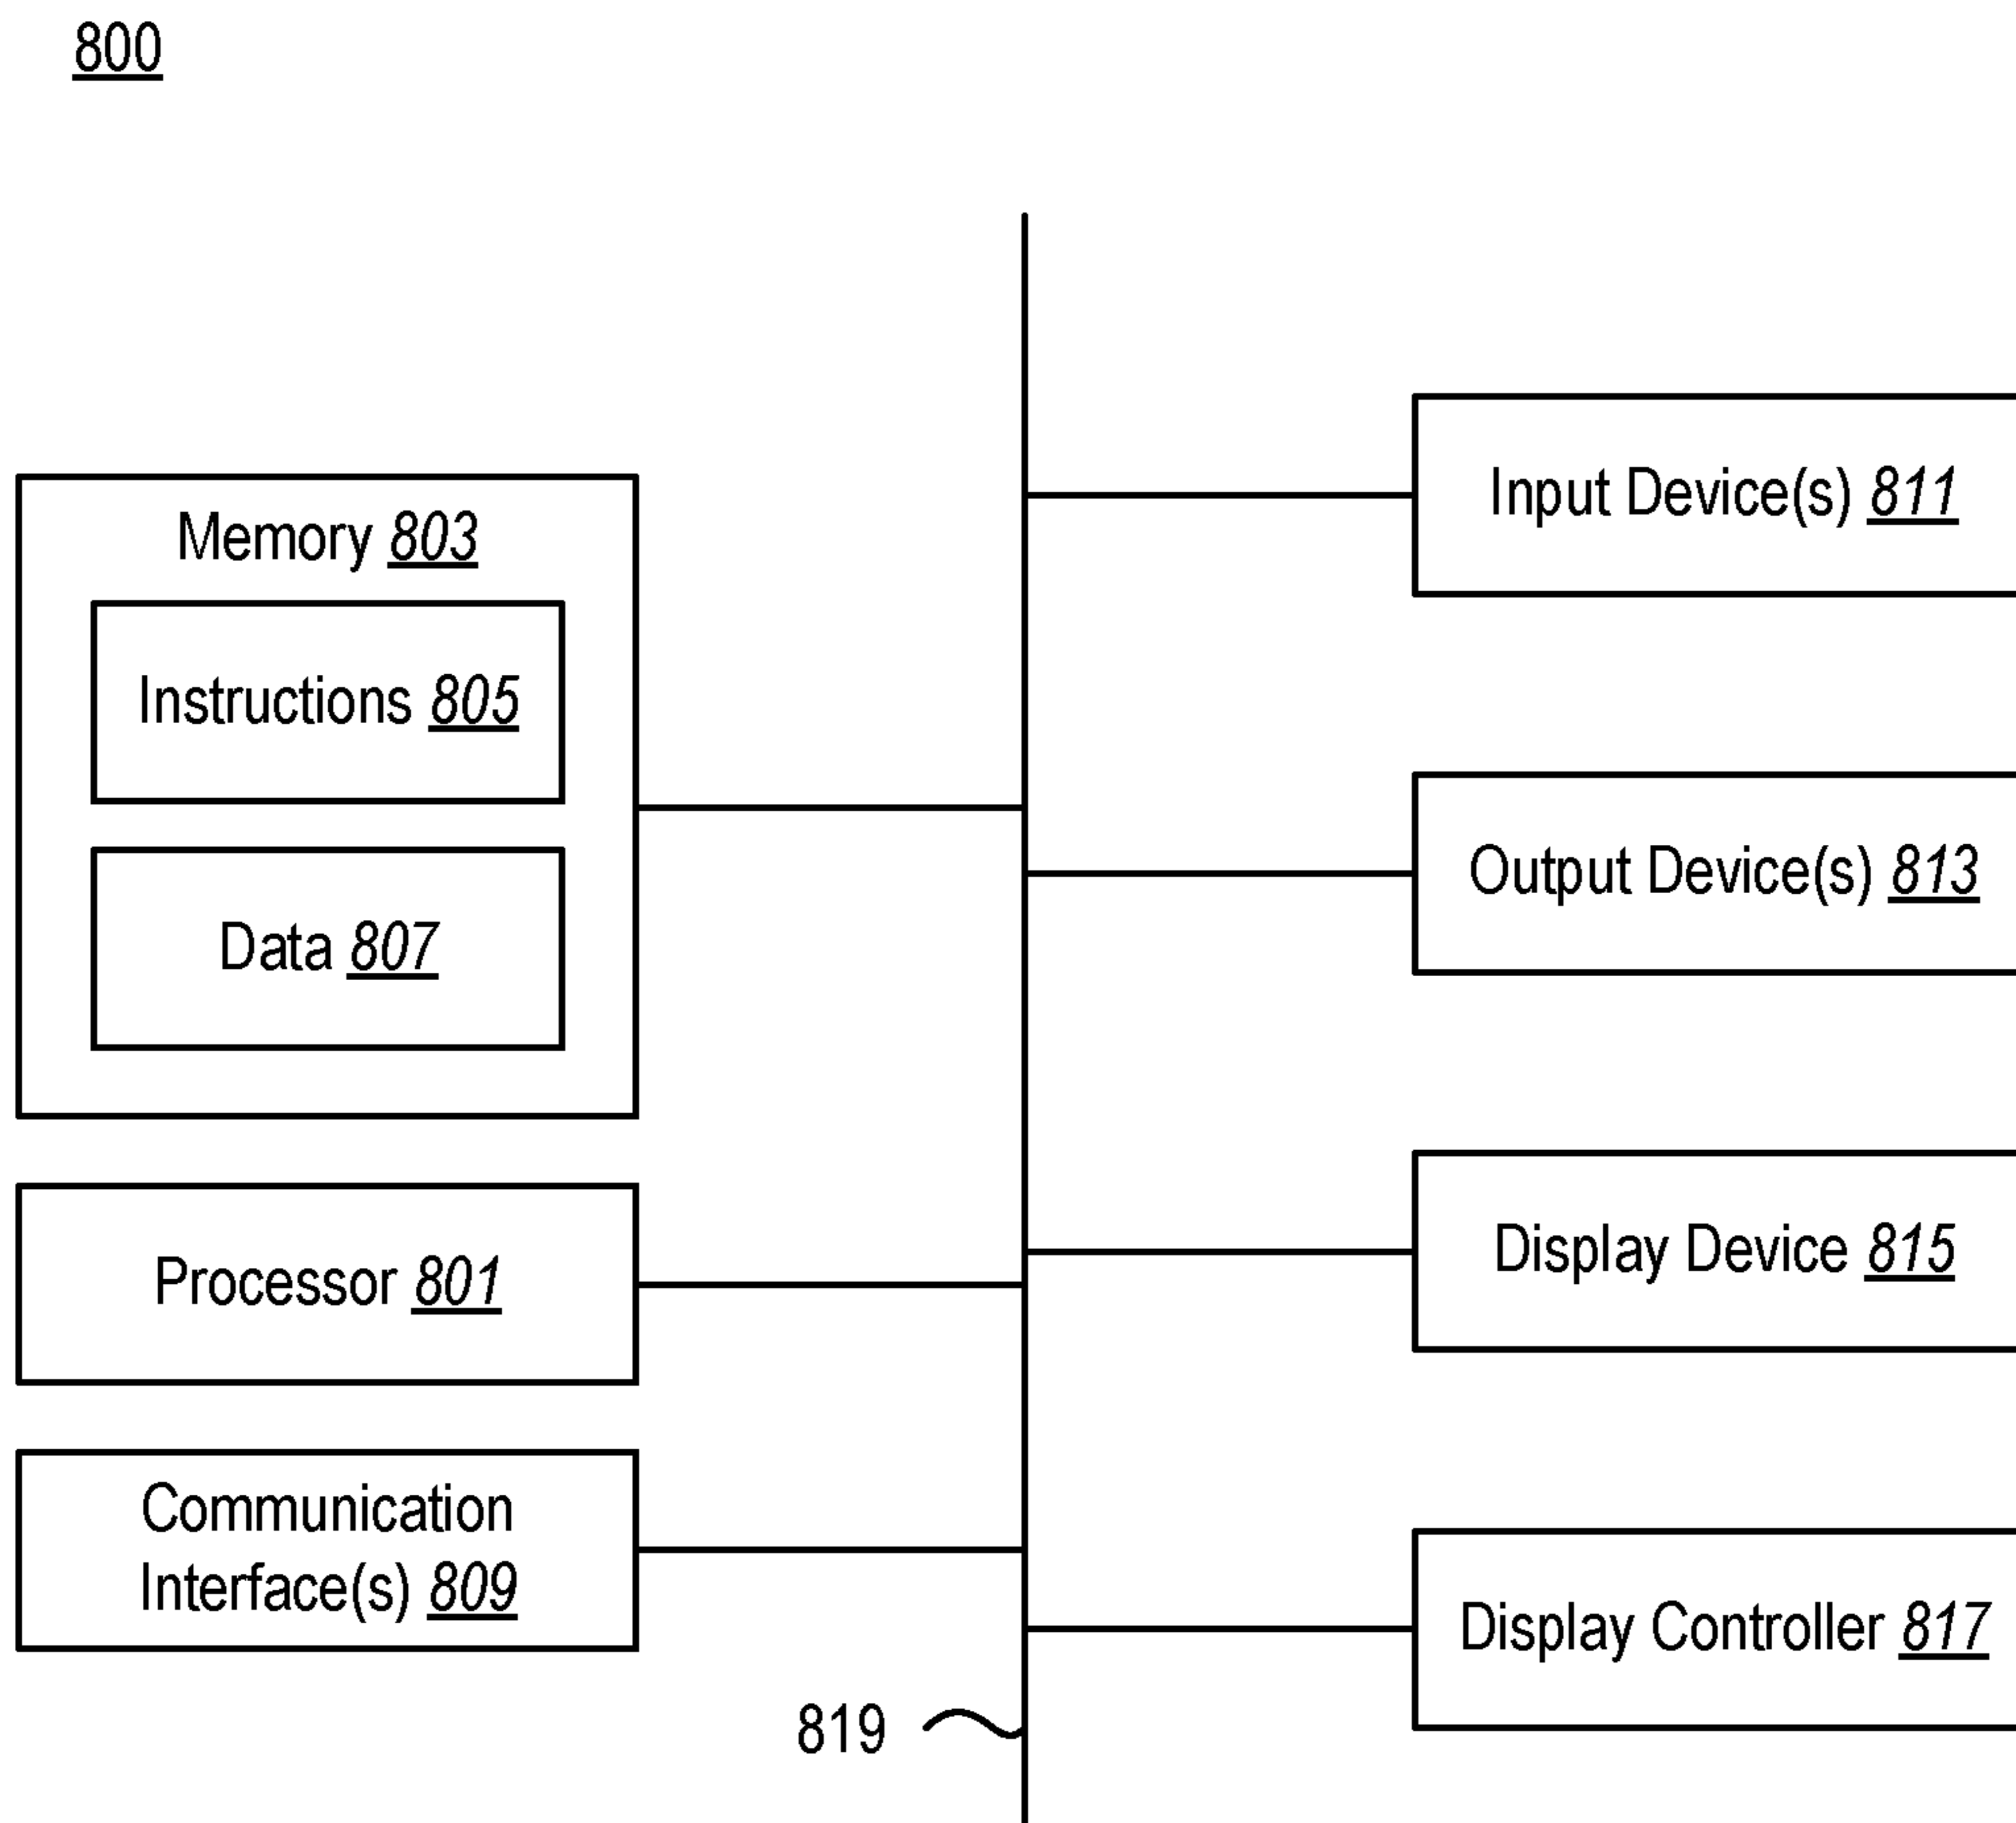 800
Memory 803
Instructions 805
Data 807
Processor 801
Communication
Interface(s) 809
Input Device(s) 811
Output Device(s) 813
Display Device 815
Display Controller 817
819